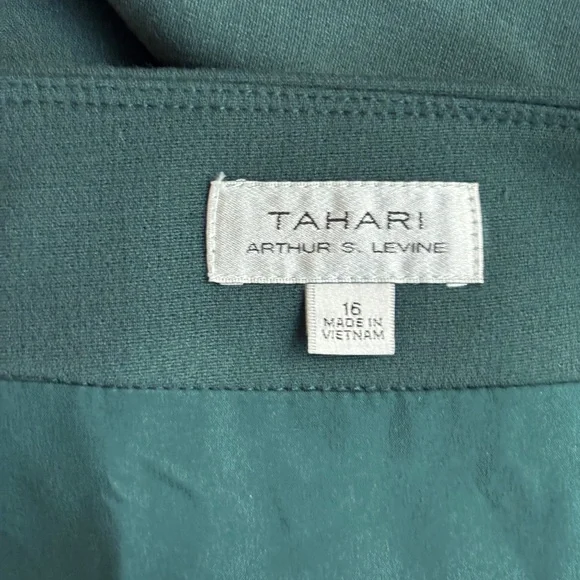 TAHARI
ARTHUR S. LEVINE
16
MADE IN
VIETNAM